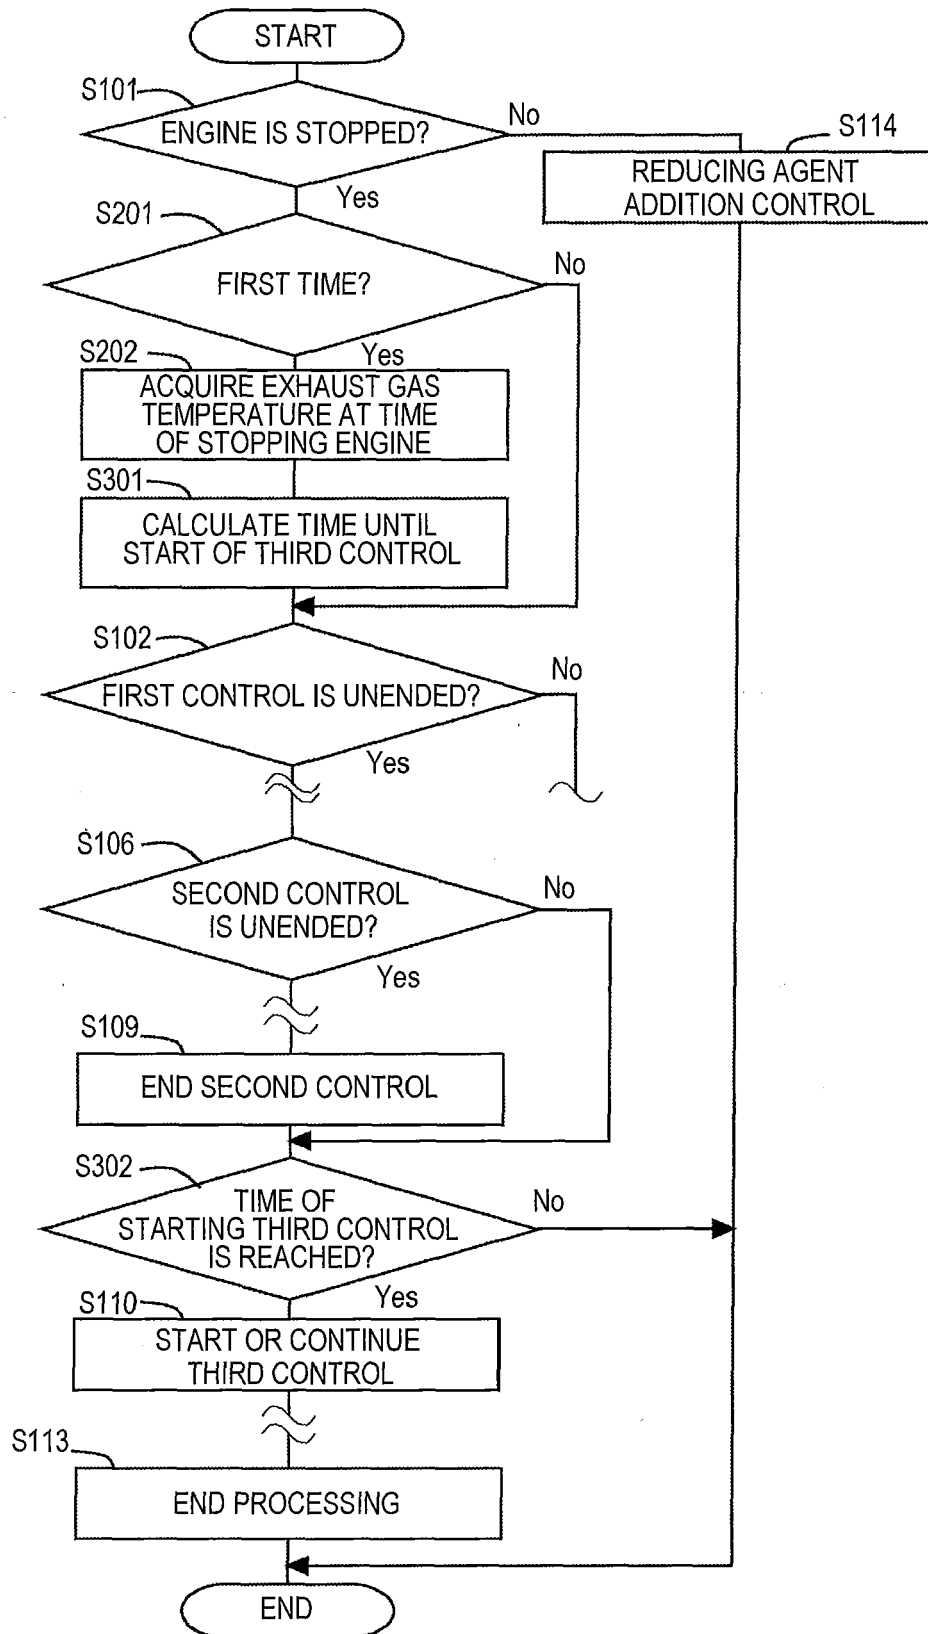 START
S101
ENGINE IS STOPPED?
No
S114
REDUCING AGENT
ADDITION CONTROL
Yes
S201
FIRST TIME?
No
Yes
S202
ACQUIRE EXHAUST GAS
TEMPERATURE AT TIME
OF STOPPING ENGINE
S301
CALCULATE TIME UNTIL
START OF THIRD CONTROL
S102
FIRST CONTROL IS UNENDED?
No
Yes
S106
SECOND CONTROL
IS UNENDED?
No
Yes
S109
END SECOND CONTROL
S302
TIME OF
STARTING THIRD CONTROL
IS REACHED?
No
Yes
S110
START OR CONTINUE
THIRD CONTROL
S113
END PROCESSING
END